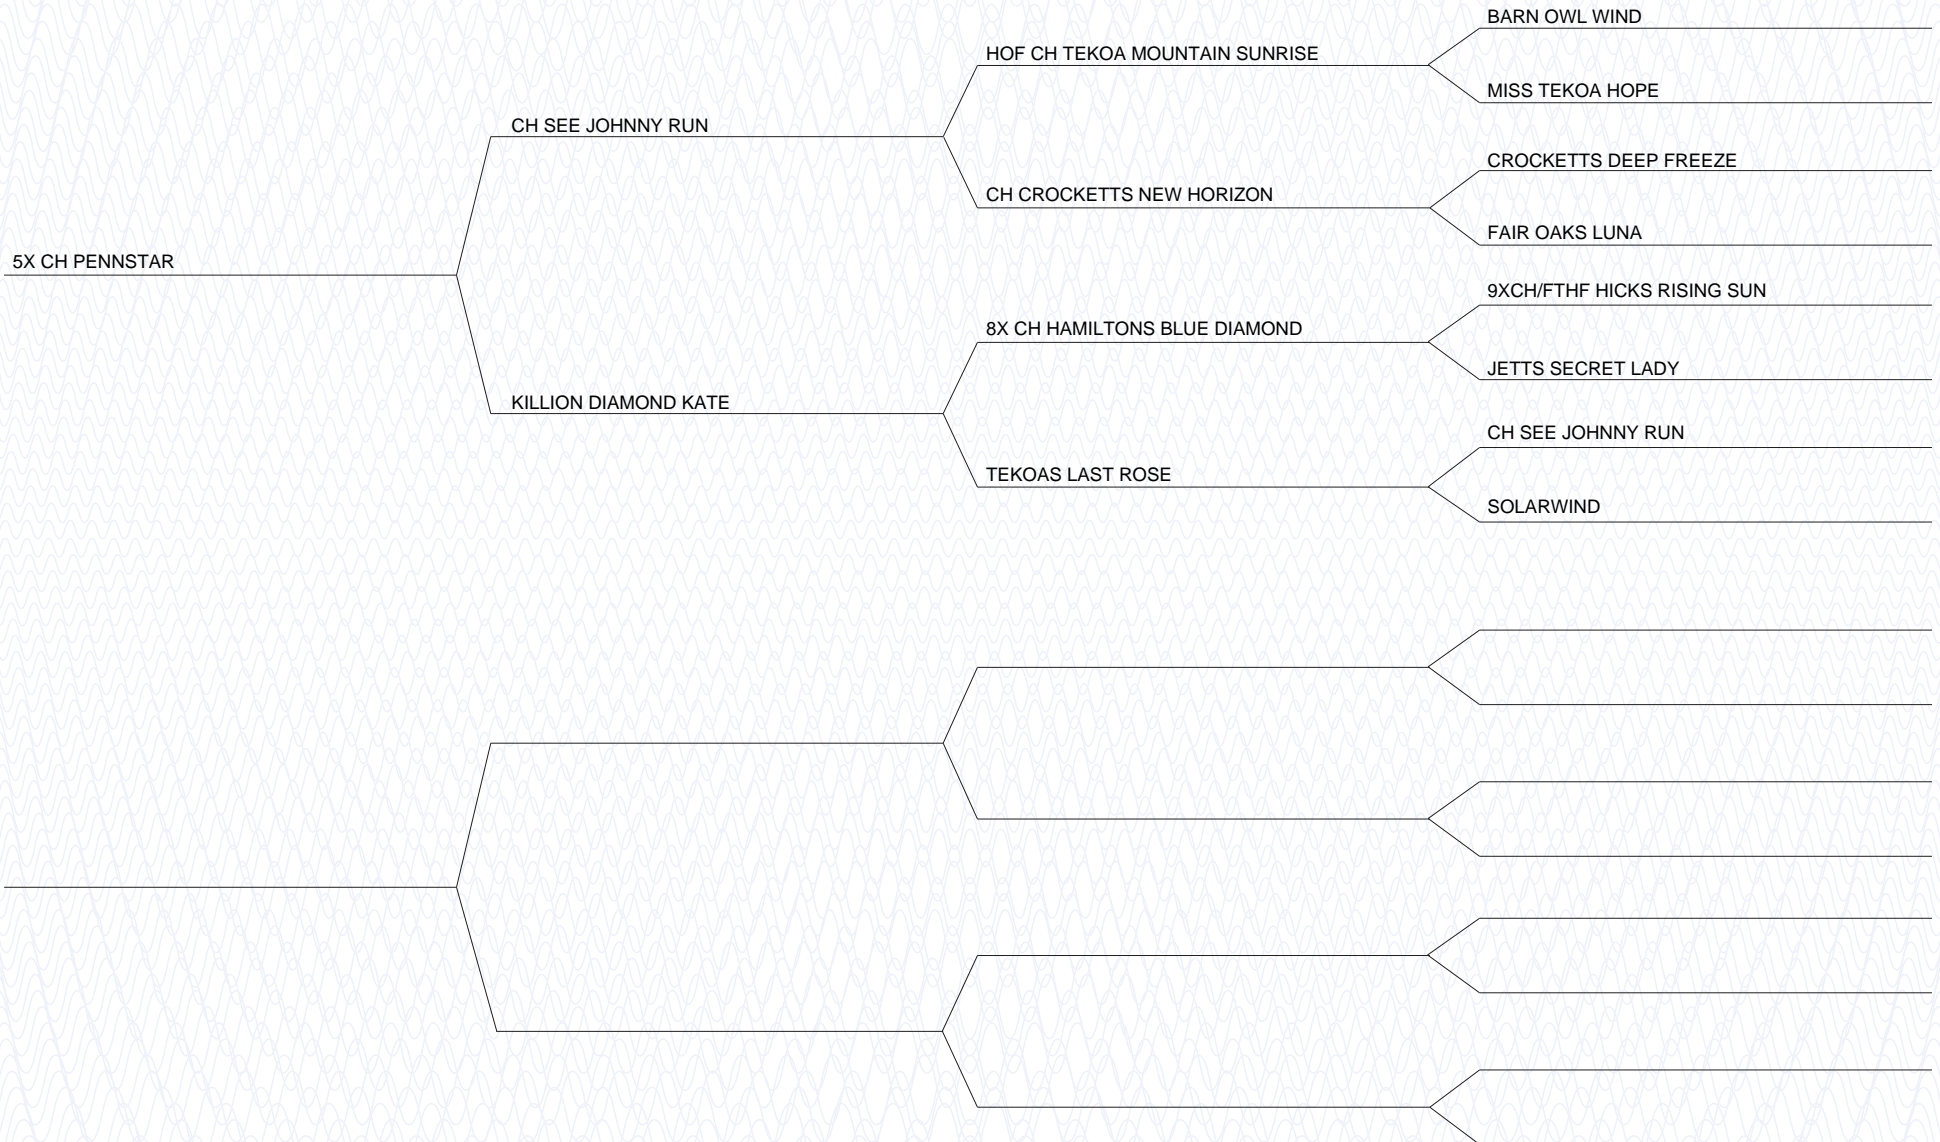 BARN OWL WIND
HOF CH TEKOA MOUNTAIN SUNRISE
MISS TEKOA HOPE
CH SEE JOHNNY RUN
CROCKETTS DEEP FREEZE
CH CROCKETTS NEW HORIZON
FAIR OAKS LUNA
5X CH PENNSTAR
9XCH/FTHF HICKS RISING SUN
8X CH HAMILTONS BLUE DIAMOND
JETTS SECRET LADY
KILLION DIAMOND KATE
CH SEE JOHNNY RUN
TEKOAS LAST ROSE
SOLARWIND